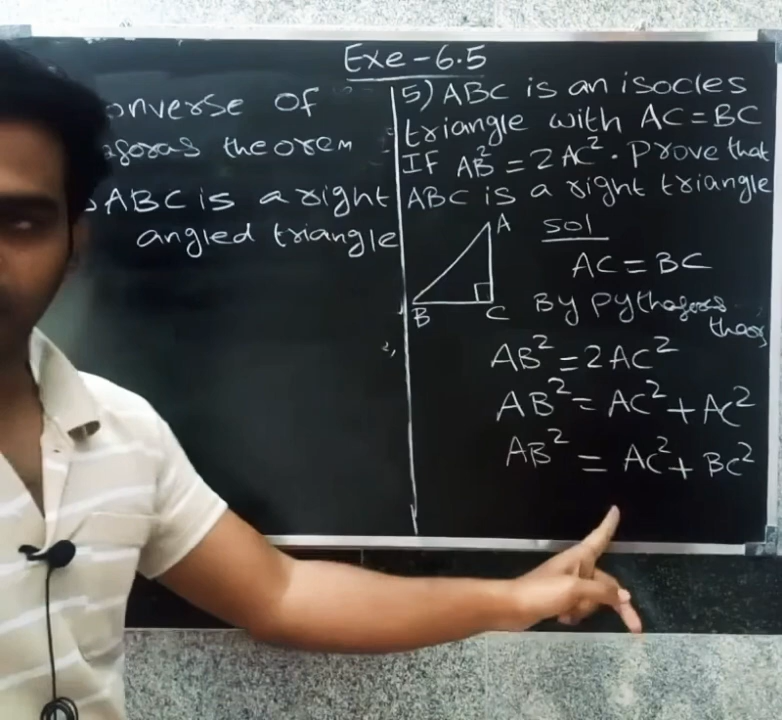 Exe-6.5
onverse of
agoras theorem
ABC is a right
angled triangle
5) ABC is an isocles
triangle with AC = BC
IF AB² = 2AC². Prove that
ABC is a right triangle
A
B
C
sol
AC = BC
By Pythagoras
AB² = 2AC²
AB² = AC² + AC²
AB² = AC² + BC²